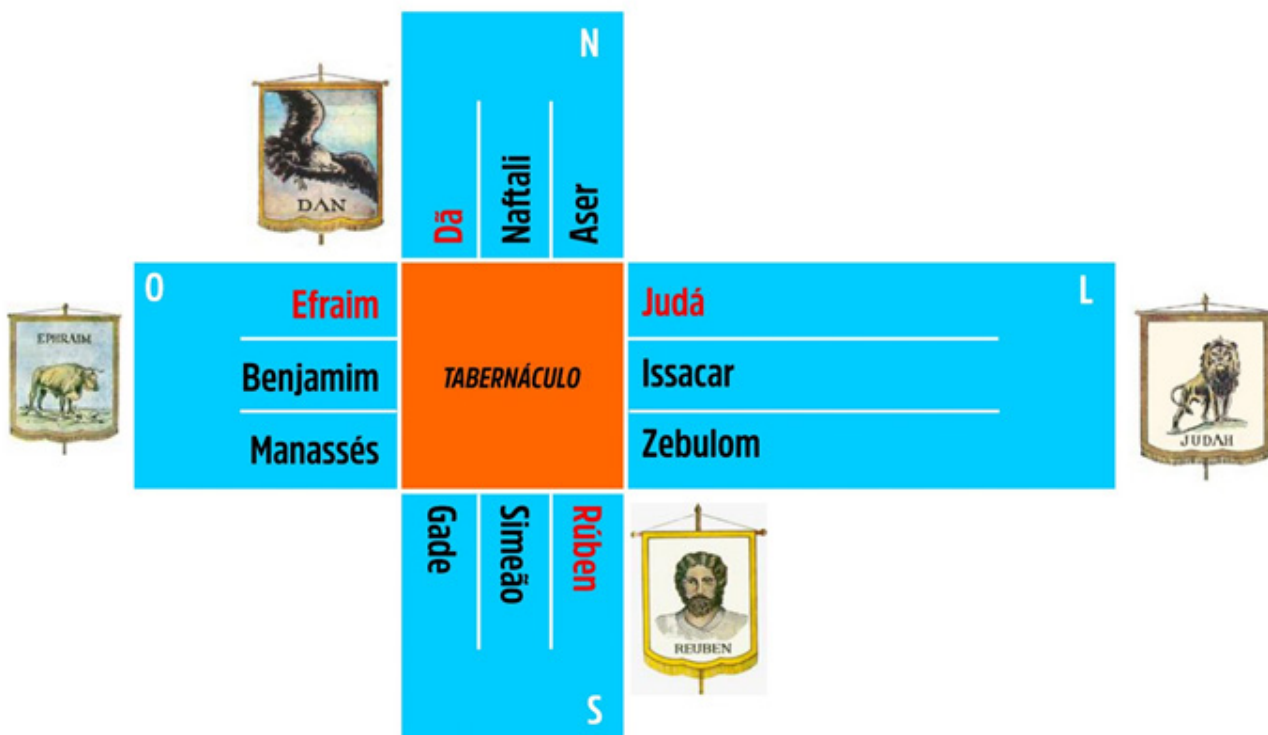 N
DAN
Dã
Naftali
Aser
O
Efraim
Judá
L
EPHRAIM
Benjamim
TABERNÁCULO
Issacar
JUDAH
Manassés
Zebulom
Gade
Simeão
Rúben
REUBEN
S